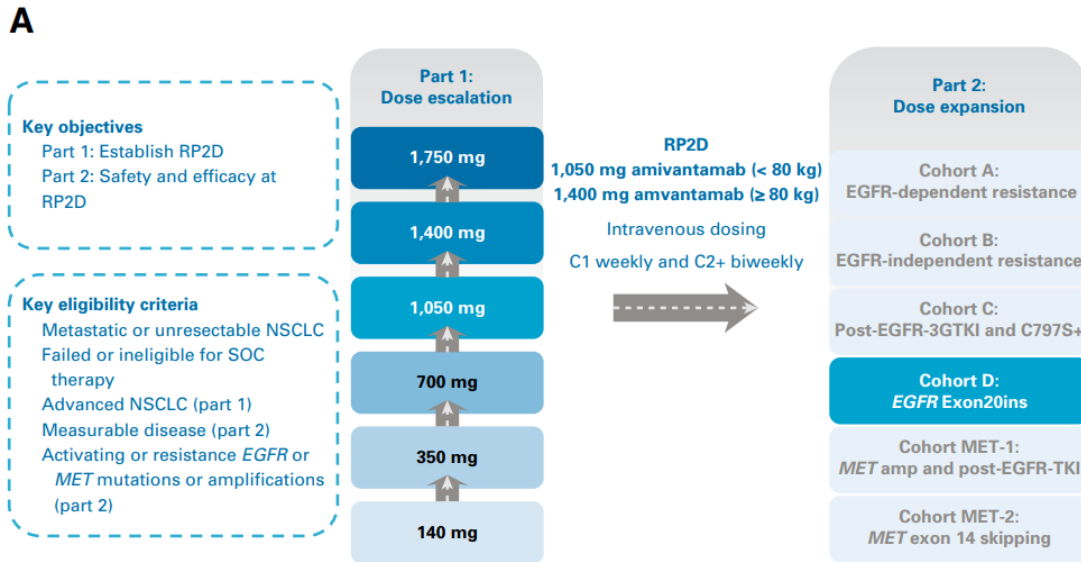 A
Key objectives
Part 1: Establish RP2D
Part 2: Safety and efficacy at
RP2D
Key eligibility criteria
Metastatic or unresectable NSCLC
Failed or ineligible for SOC
therapy
Advanced NSCLC (part 1)
Measurable disease (part 2)
Activating or resistance EGFR or
MET mutations or amplifications
(part 2)
Part 1:
Dose escalation
1,750 mg
1,400 mg
1,050 mg
700 mg
350 mg
140 mg
RP2D
1,050 mg amivantamab (< 80 kg)
1,400 mg amvantamab (≥ 80 kg)
Intravenous dosing
C1 weekly and C2+ biweekly
Part 2:
Dose expansion
Cohort A:
EGFR-dependent resistance
Cohort B:
EGFR-independent resistance
Cohort C:
Post-EGFR-3GTKI and C797S+
Cohort D:
EGFR Exon20ins
Cohort MET-1:
MET amp and post-EGFR-TKI
Cohort MET-2:
MET exon 14 skipping